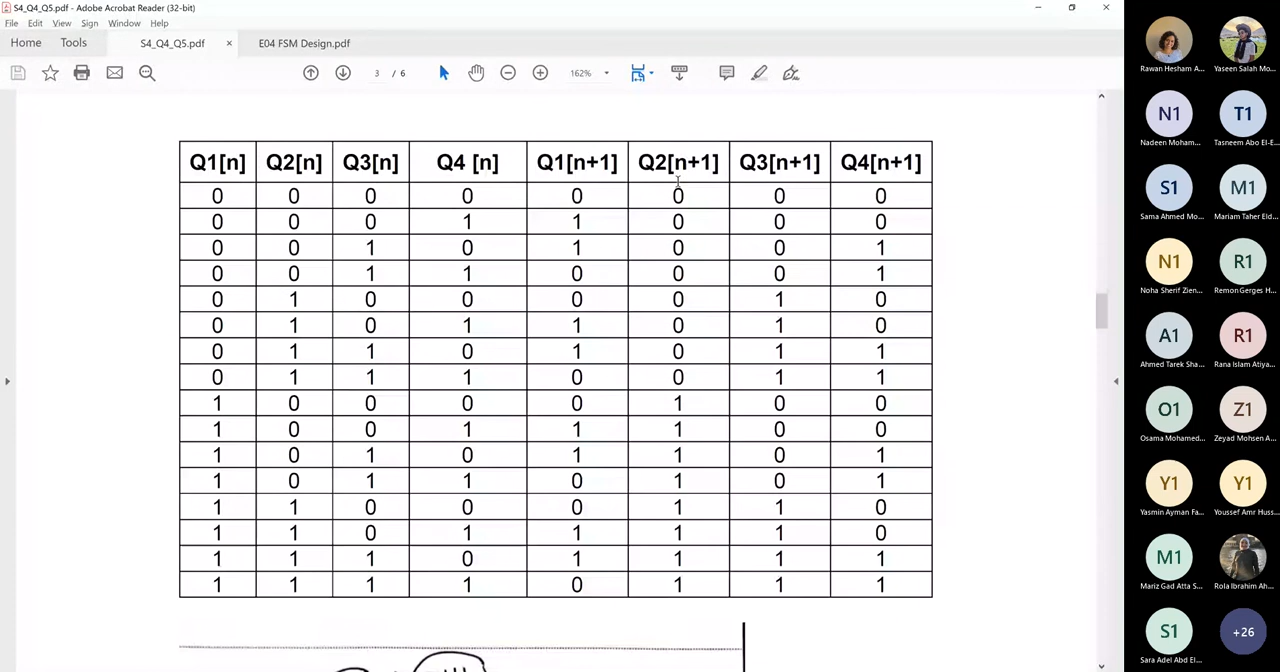 S4_Q4_Q5.pdf - Adobe Acrobat Reader (32-bit)
File Edit View Sign Window Help
Home Tools S4_Q4_Q5.pdf × E04 FSM Design.pdf
3 / 6 162%
Q1[n] Q2[n] Q3[n] Q4 [n] Q1[n+1] Q2[n+1] Q3[n+1] Q4[n+1]
0 0 0 0 0 0 0 0
0 0 0 1 1 0 0 0
0 0 1 0 1 0 0 1
0 0 1 1 0 0 0 1
0 1 0 0 0 0 1 0
0 1 0 1 1 0 1 0
0 1 1 0 1 0 1 1
0 1 1 1 0 0 1 1
1 0 0 0 0 1 0 0
1 0 0 1 1 1 0 0
1 0 1 0 1 1 0 1
1 0 1 1 0 1 0 1
1 1 0 0 0 1 1 0
1 1 0 1 1 1 1 0
1 1 1 0 1 1 1 1
1 1 1 1 0 1 1 1
Rawan Hesham A... Yaseen Salah Mo...
N1 T1
Nadeen Moham... Tasneem Abo El-E...
S1 M1
Sama Ahmed Mo... Mariam Taher Eld...
N1 R1
Noha Sherif Zien... Remon Gerges H...
A1 R1
Ahmed Tarek Sha... Rana Islam Atiya...
O1 Z1
Osama Mohamed... Zeyad Mohsen A...
Y1 Y1
Yasmin Ayman Fa... Youssef Amr Huss...
M1
Mariz Gad Atta S... Rola Ibrahim Ah...
S1 +26
Sara Adel Abd El...